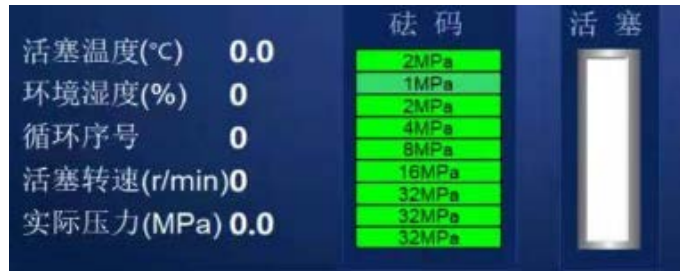 活塞温度(℃) 0.0
环境湿度(%) 0
循环序号 0
活塞转速(r/min)0
实际压力(MPa) 0.0
砝 码
2MPa
1MPa
2MPa
4MPa
8MPa
16MPa
32MPa
32MPa
32MPa
活 塞